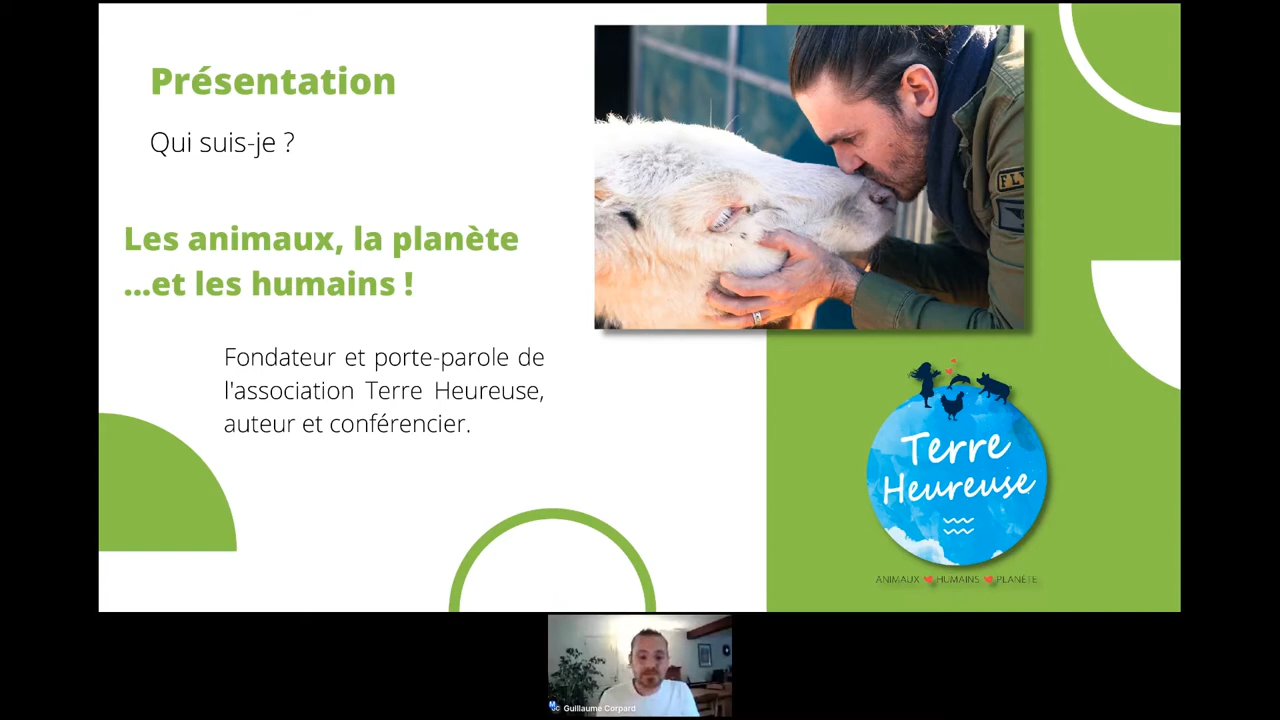 Présentation
Qui suis-je ?
Les animaux, la planète
...et les humains !
Fondateur et porte-parole de
l'association Terre Heureuse,
auteur et conférencier.
FLY
Terre
Heureuse
ANIMAUX HUMAINS PLANÈTE
Guillaume Corpard